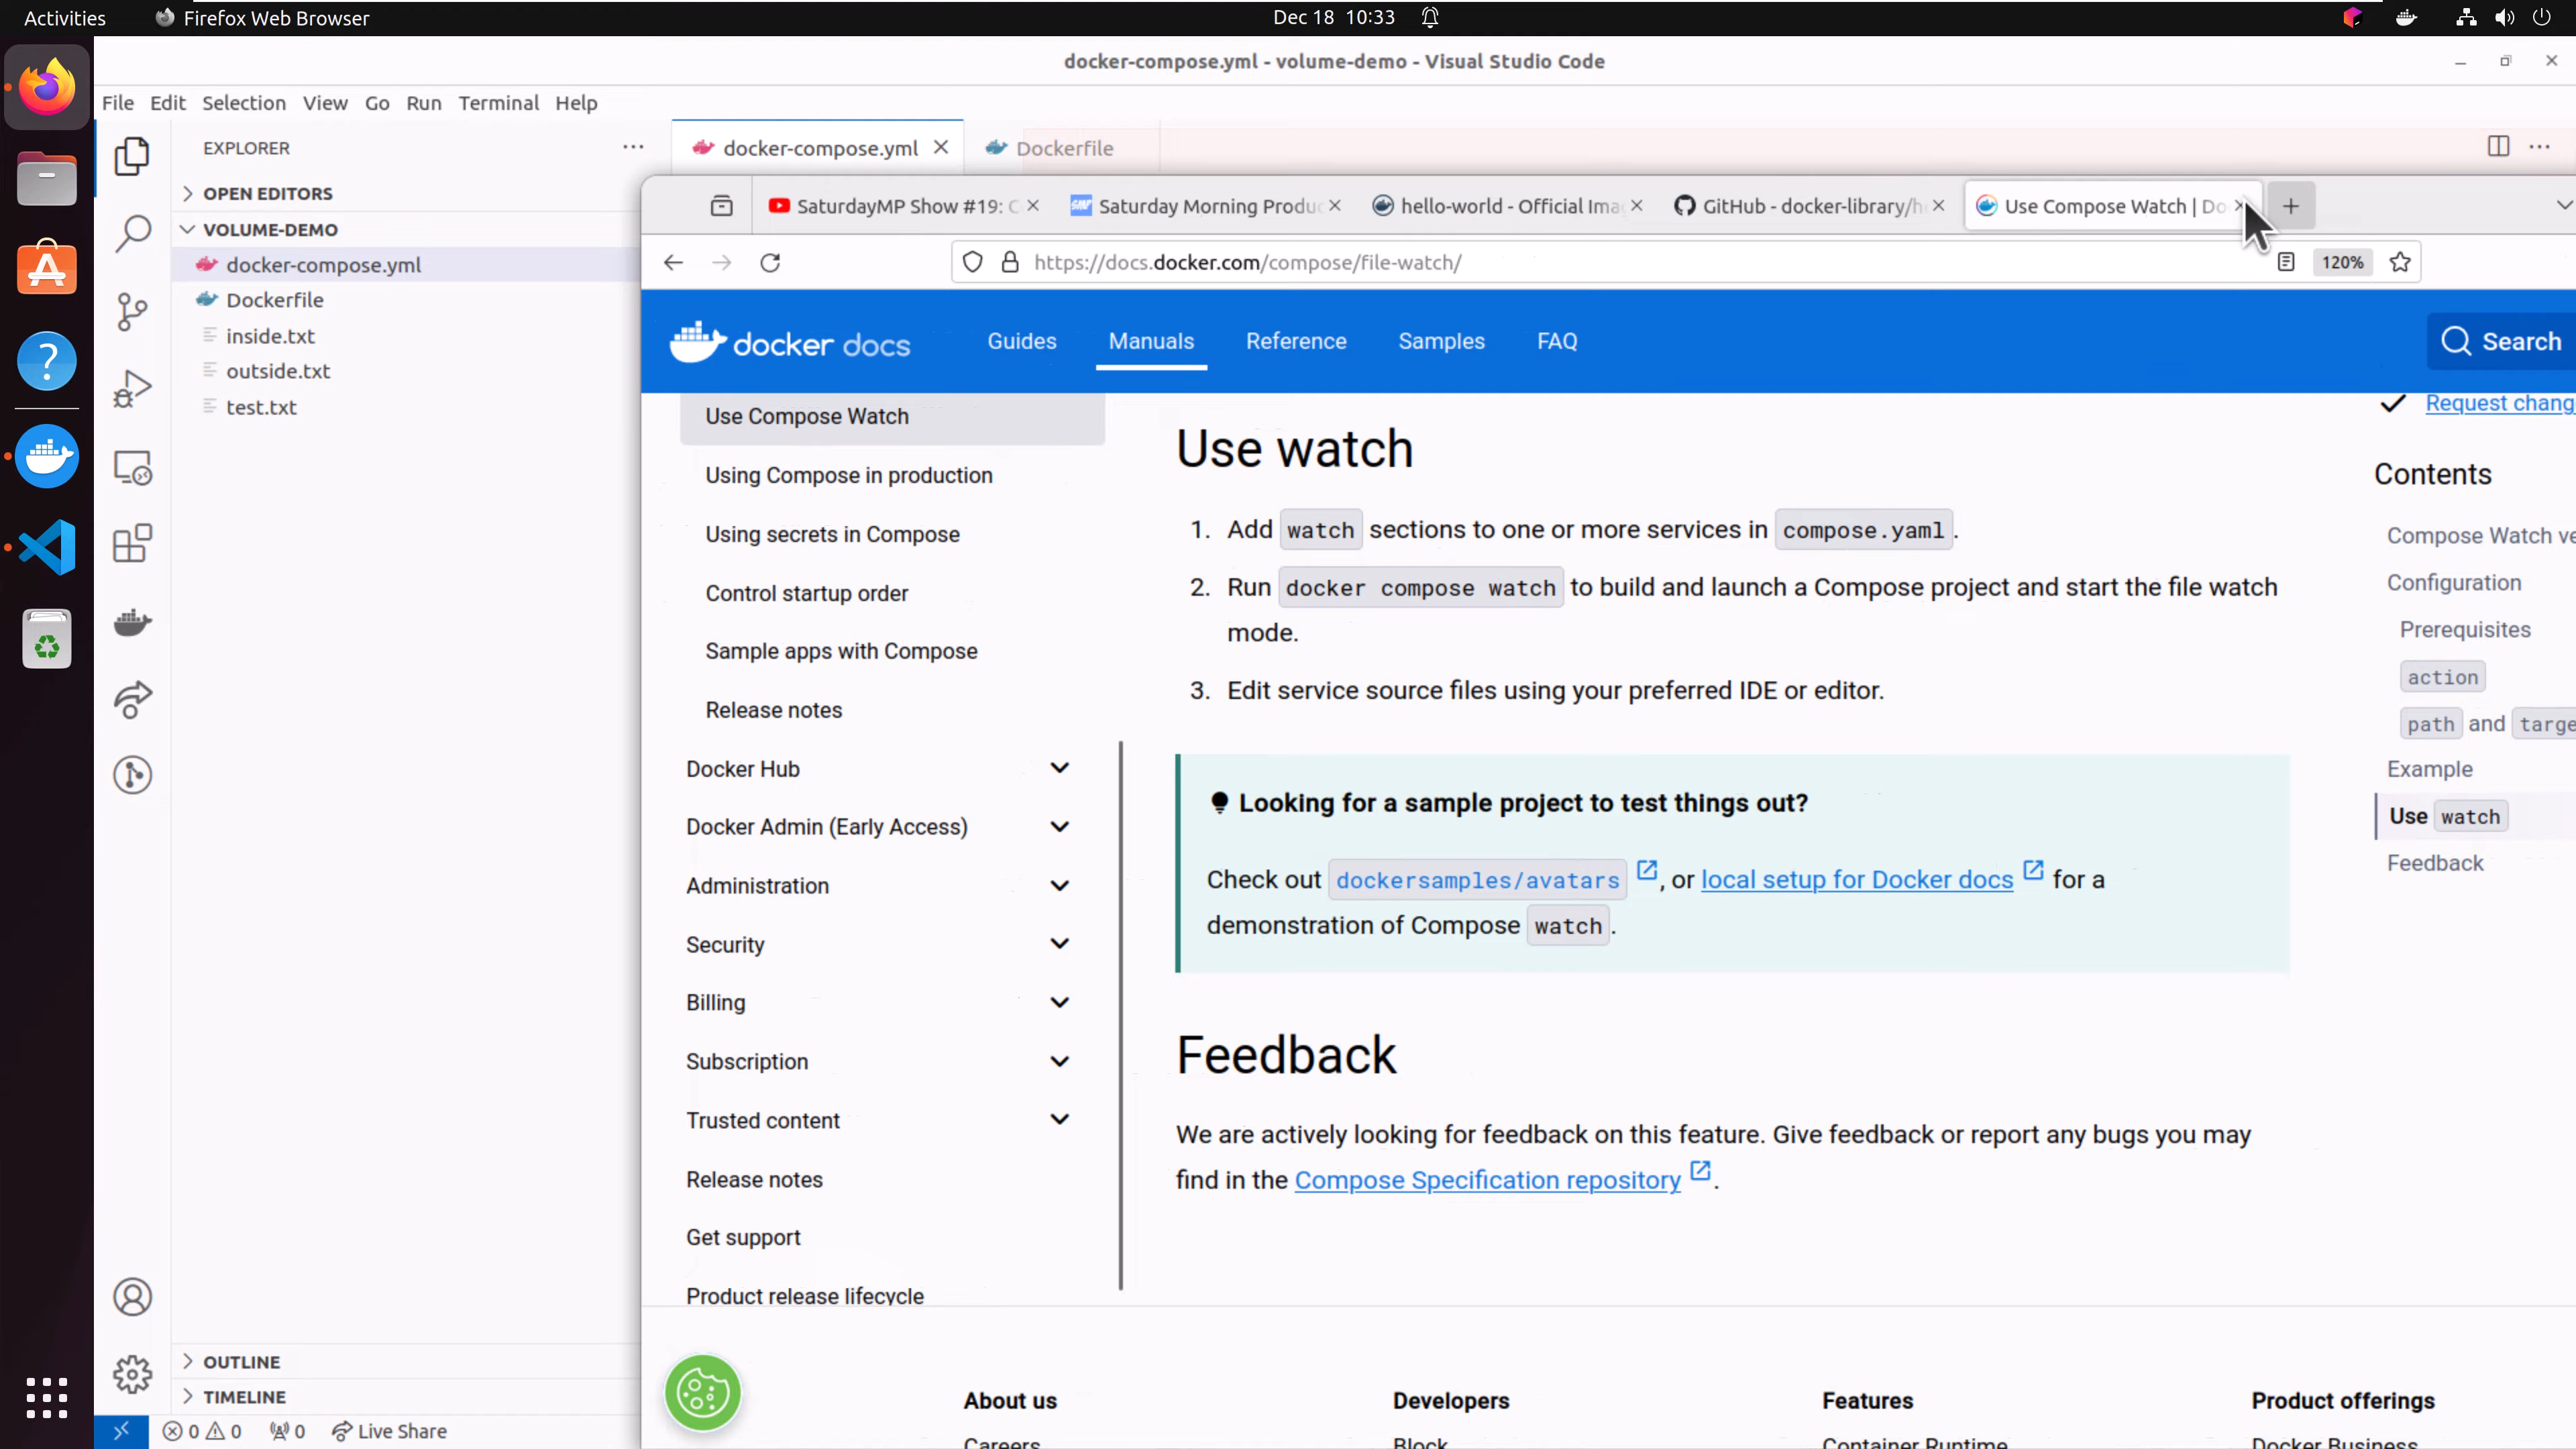 Activities
Firefox Web Browser
Dec 18 10:33
docker-compose.yml - volume-demo - Visual Studio Code
File Edit Selection View Go Run Terminal Help
EXPLORER
docker-compose.yml
Dockerfile
OPEN EDITORS
VOLUME-DEMO
docker-compose.yml
Dockerfile
inside.txt
outside.txt
test.txt
OUTLINE
TIMELINE
0 0 0 Live Share
SaturdayMP Show #19: C
Saturday Morning Produc
hello-world - Official Ima
GitHub - docker-library/he
Use Compose Watch | Do
https://docs.docker.com/compose/file-watch/
120%
docker docs
Guides
Manuals
Reference
Samples
FAQ
Search
Use Compose Watch
Using Compose in production
Using secrets in Compose
Control startup order
Sample apps with Compose
Release notes
Docker Hub
Docker Admin (Early Access)
Administration
Security
Billing
Subscription
Trusted content
Release notes
Get support
Product release lifecycle
Use watch
1. Add watch sections to one or more services in compose.yaml.
2. Run docker compose watch to build and launch a Compose project and start the file watch
mode.
3. Edit service source files using your preferred IDE or editor.
Looking for a sample project to test things out?
Check out dockersamples/avatars, or local setup for Docker docs for a
demonstration of Compose watch.
Feedback
We are actively looking for feedback on this feature. Give feedback or report any bugs you may
find in the Compose Specification repository.
Request chang
Contents
Compose Watch ve
Configuration
Prerequisites
action
path and targe
Example
Use watch
Feedback
About us
Developers
Features
Product offerings
Careers
Block
Container Runtime
Docker Business